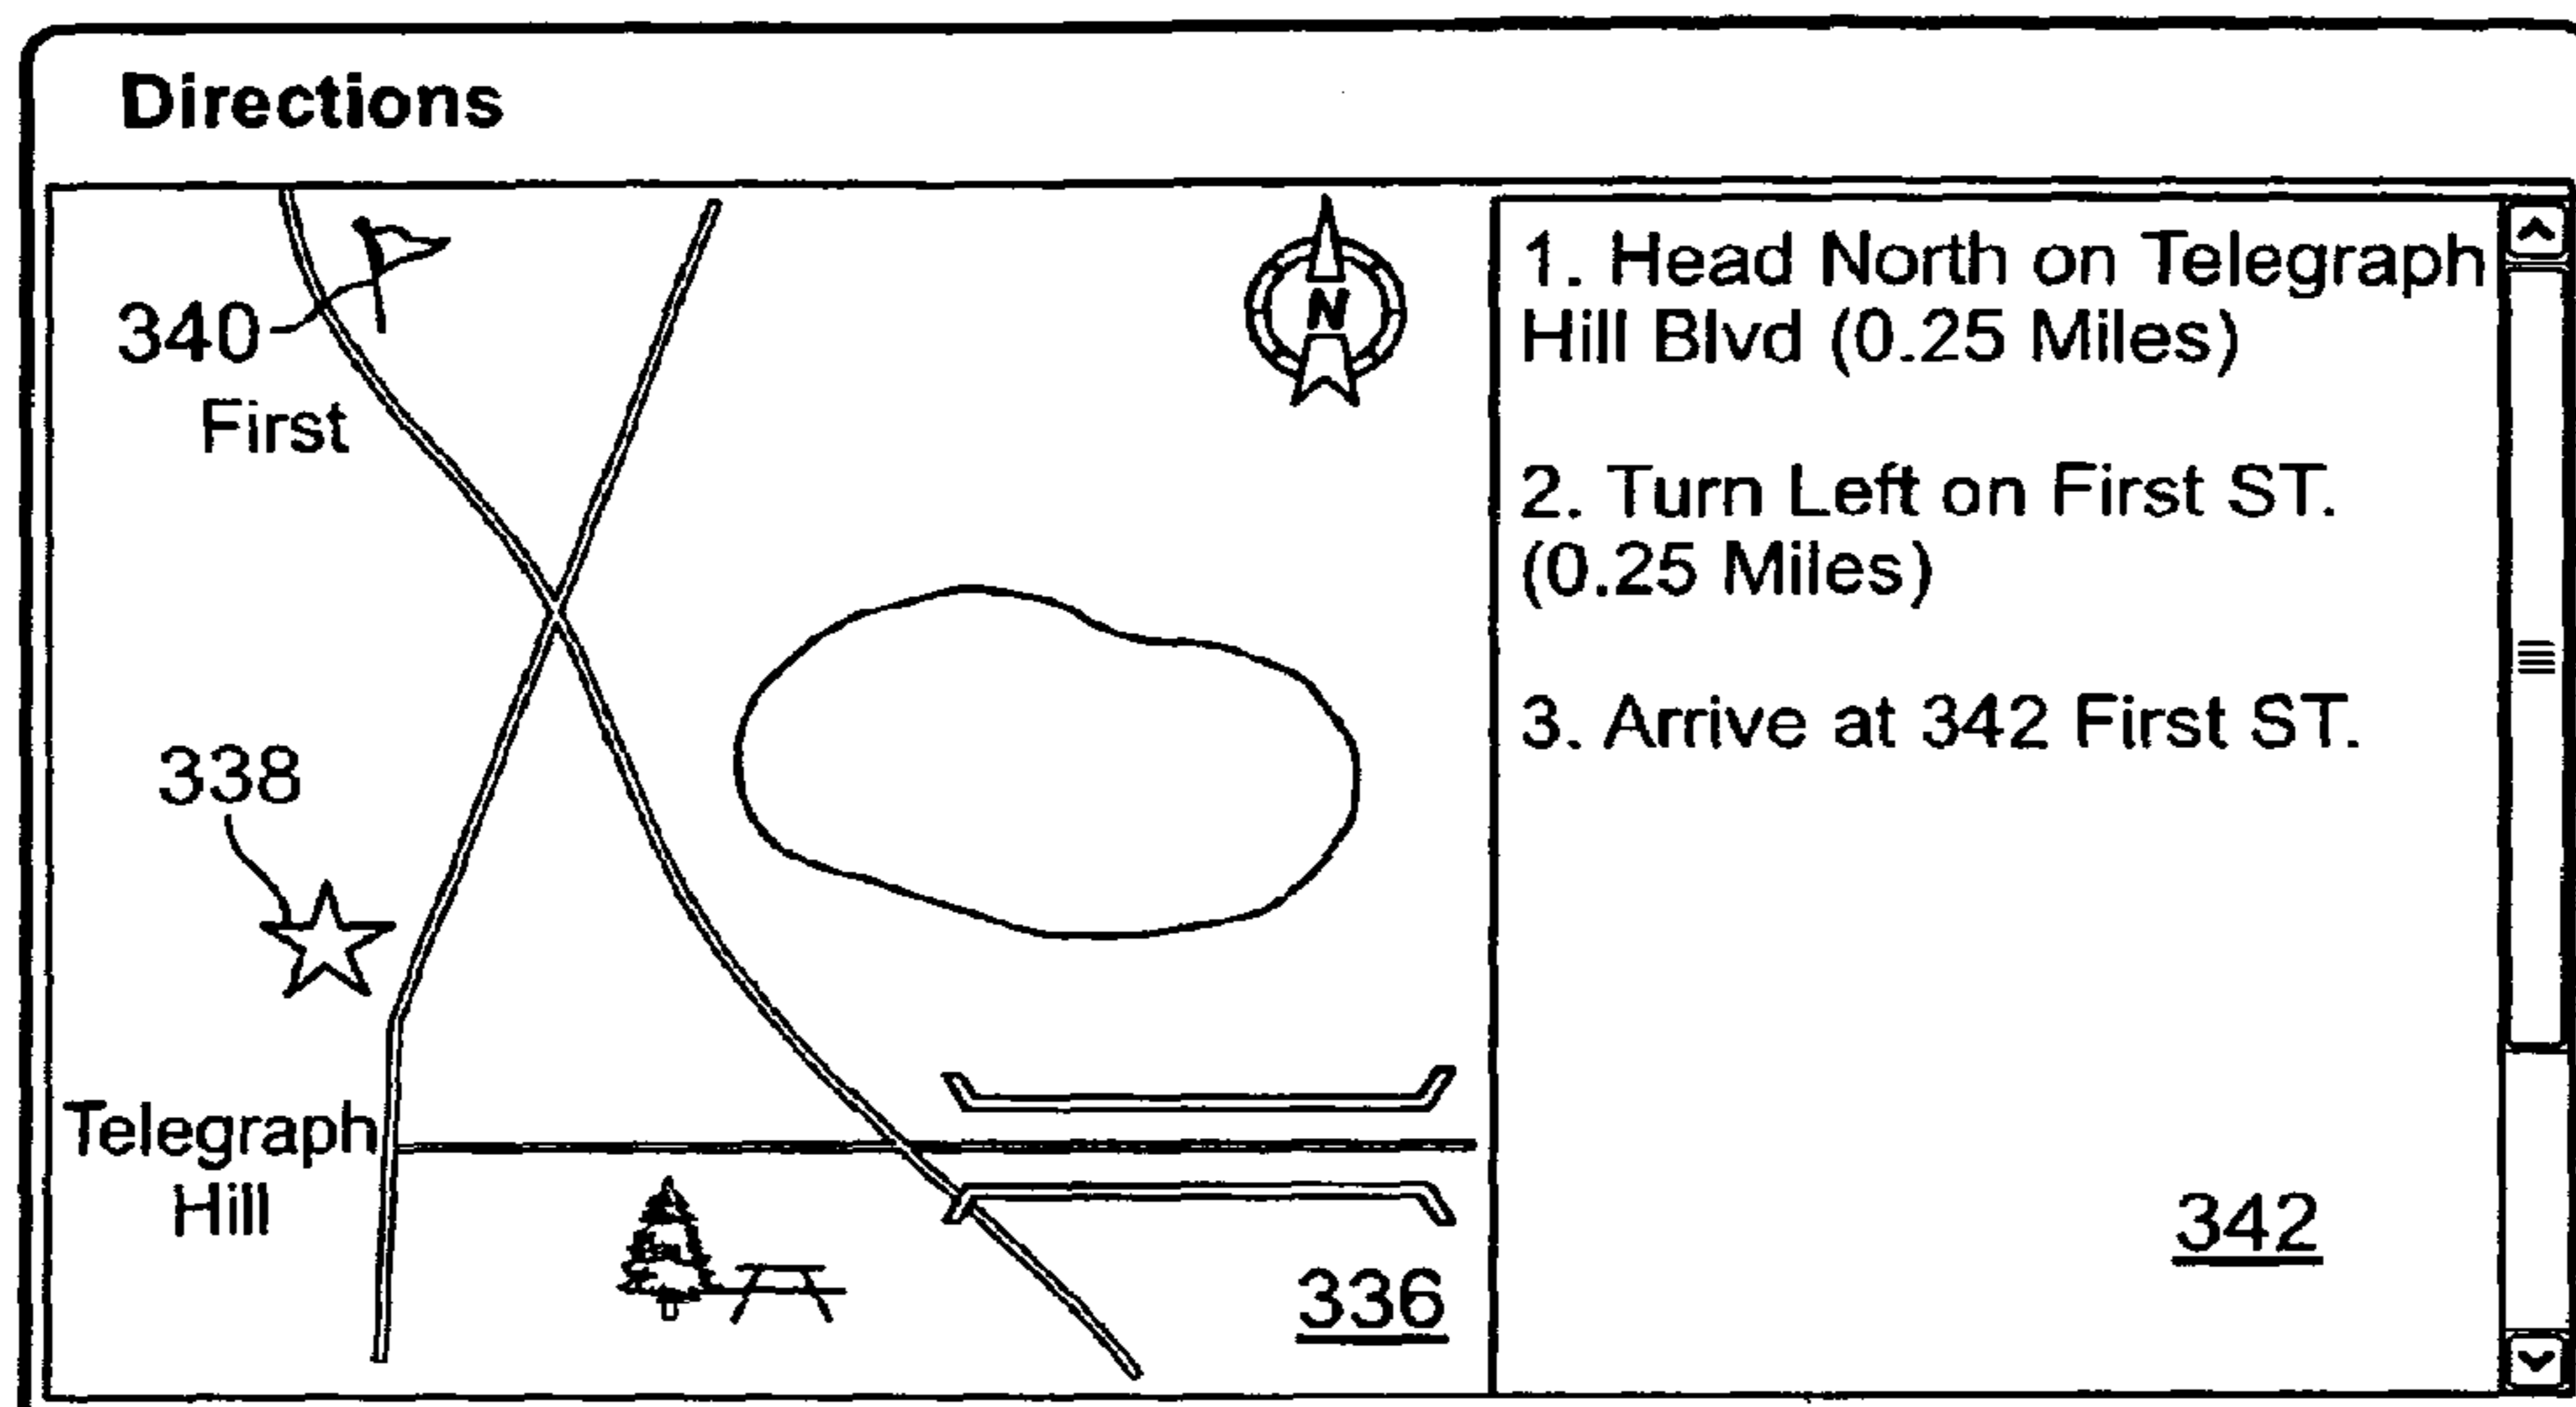 Directions
N
340
First
338
Telegraph
Hill
336
1. Head North on Telegraph
Hill Blvd (0.25 Miles)
2. Turn Left on First ST.
(0.25 Miles)
3. Arrive at 342 First ST.
342